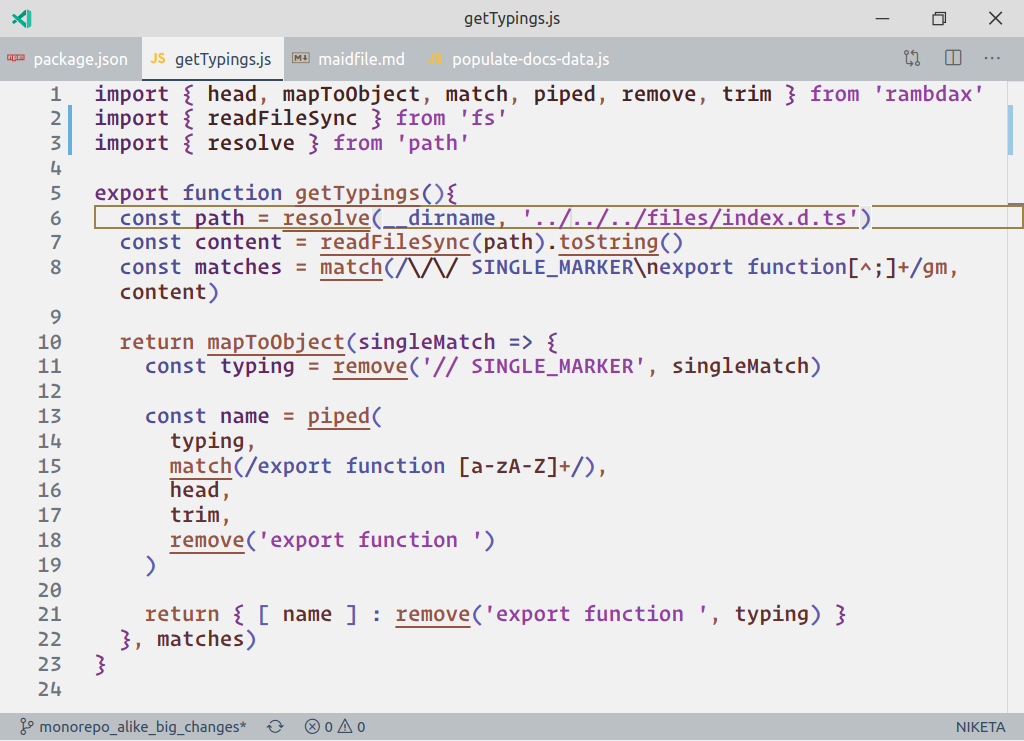 getTypings.js
npm package.json JS getTypings.js M↓ maidfile.md JS populate-docs-data.js ···
1 import { head, mapToObject, match, piped, remove, trim } from 'rambdax'
2 import { readFileSync } from 'fs'
3 import { resolve } from 'path'
4
5 export function getTypings(){
6 const path = resolve(__dirname, '../../../files/index.d.ts')
7 const content = readFileSync(path).toString()
8 const matches = match(/\/\/ SINGLE_MARKER\nexport function[^;]+/gm,
content)
9
10 return mapToObject(singleMatch => {
11 const typing = remove('// SINGLE_MARKER', singleMatch)
12
13 const name = piped(
14 typing,
15 match(/export function [a-zA-Z]+/),
16 head,
17 trim,
18 remove('export function ')
19 )
20
21 return { [ name ] : remove('export function ', typing) }
22 }, matches)
23 }
24
monorepo_alike_big_changes* 0 0 NIKETA